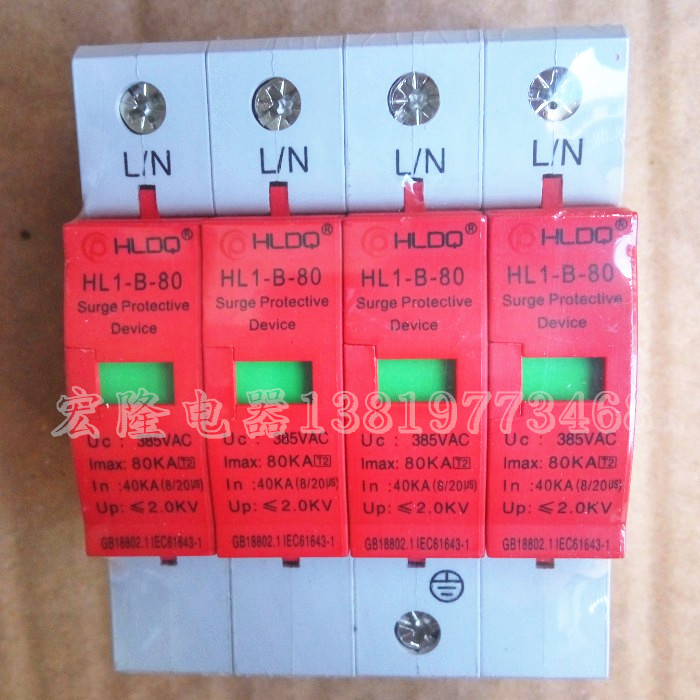 L/N L/N L/N L/N
HLDQ® HLDQ® HLDQ® HLDQ®
HL1-B-80 HL1-B-80 HL1-B-80 HL1-B-80
Surge Protective Surge Protective Surge Protective Surge Protective
Device Device Device Device
宏隆电器13819773468
Uc: 385VAC Uc: 385VAC Uc: 385VAC Uc: 385VAC
Imax: 80KA T2 Imax: 80KA T2 Imax: 80KA T2 Imax: 80KA T2
In :40KA(8/20μs) In :40KA(8/20μs) In :40KA(8/20μs) In :40KA(8/20μs)
Up: ≤2.0KV Up: ≤2.0KV Up: ≤2.0KV Up: ≤2.0KV
GB18802.1 IEC61643-1 GB18802.1 IEC61643-1 GB18802.1 IEC61643-1 GB18802.1 IEC61643-1